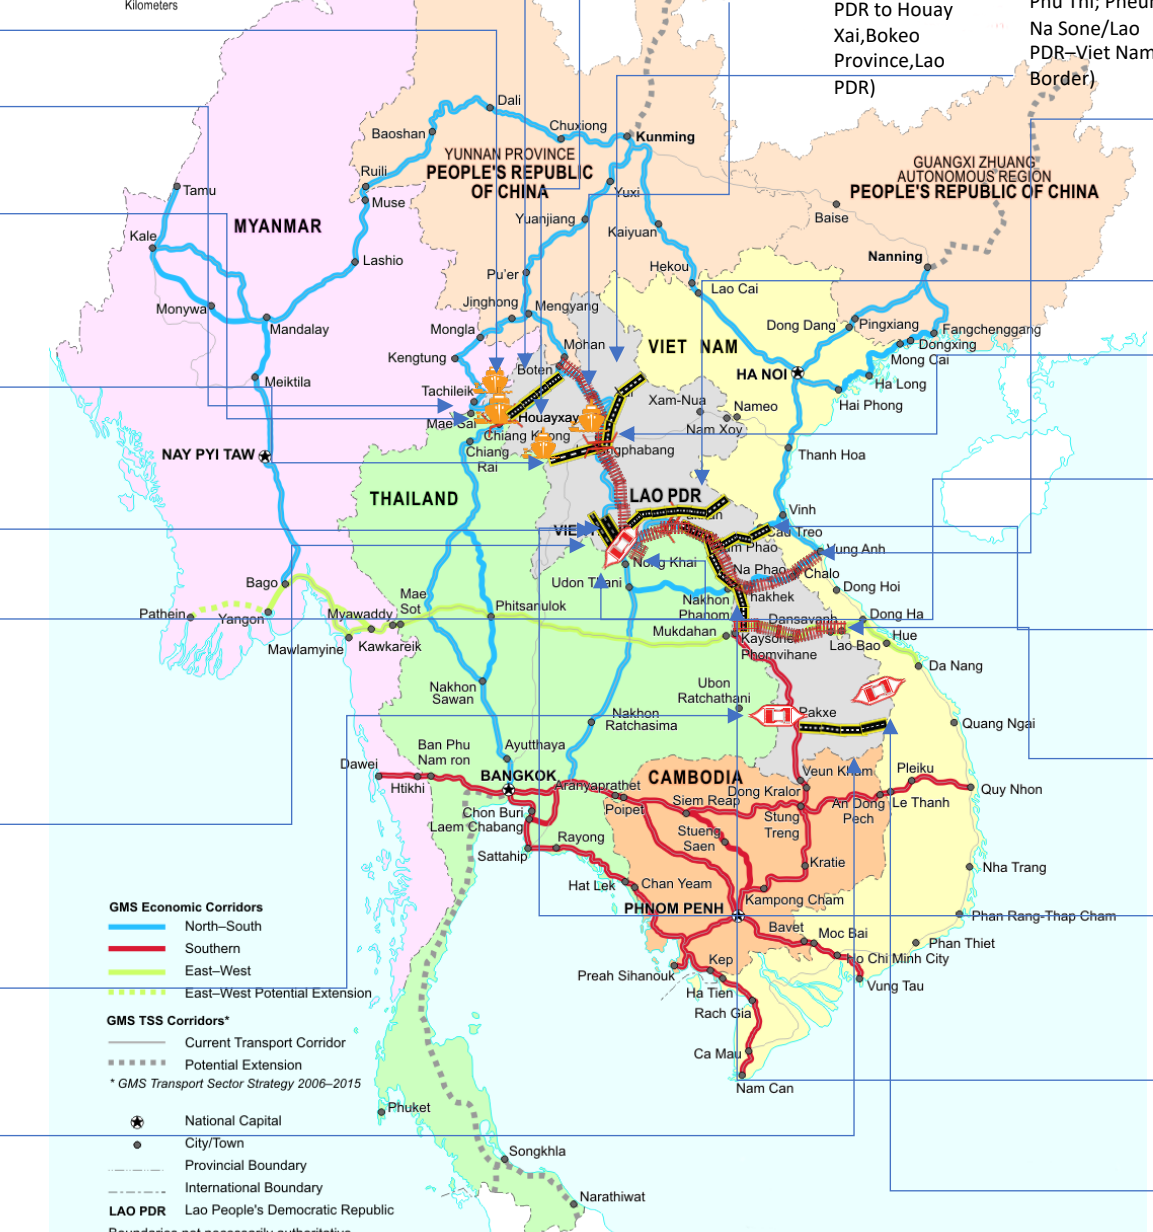 Kilometers
PDR to Houay
Xai,Bokeo
Province,Lao
PDR)
Na Sone/Lao
PDR–Viet Nam
Border)
Dali
Chuxiong
Baoshan
Kunming
YUNNAN PROVINCE
PEOPLE'S REPUBLIC
OF CHINA
GUANGXI ZHUANG
AUTONOMOUS REGION
PEOPLE'S REPUBLIC OF CHINA
Ruili
Muse
Tamu
Yuxi
Baise
Yuanjiang
Kaiyuan
MYANMAR
Kale
Lashio
Nanning
Hekou
Pu'er
Lao Cai
Jinghong
Mengyang
Monywa
Mandalay
Mongla
Dong Dang
Pingxiang
Fangchenggang
Dongxing
Mohan
VIET NAM
Mong Cai
Kengtung
Boten
HA NOI
Ha Long
Meiktila
Tachileik
Xam-Nua
Nameo
Hai Phong
Mae Sai
Houayxay
Nam Xoy
Chiang Khong
Chiang
Rai
NAY PYI TAW
Thanh Hoa
THAILAND
LAO PDR
Vinh
Cau Treo
Vung Anh
Nong Khai
Na Phao
Chalo
Bago
Udon Thani
Dong Hoi
Nakhon
Phanom
Mae
Sot
Pathein
Yangon
Myawaddy
Phitsanulok
Dansavanh
Dong Ha
Mukdahan
Kaysone
Phomvihane
Lao Bao
Hue
Mawlamyine
Kawkareik
Da Nang
Nakhon
Sawan
Ubon
Ratchathani
Pakxe
Nakhon
Ratchasima
Quang Ngai
Ban Phu
Nam ron
Ayutthaya
Dawei
Htikhi
BANGKOK
Aranyaprathet
Poipet
CAMBODIA
Veun Kham
Dong Kralor
Siem Reap
Pleiku
Le Thanh
An Dong
Pech
Quy Nhon
Chon Buri
Laem Chabang
Stung
Treng
Stueng
Saen
Rayong
Sattahip
Kratie
Nha Trang
Hat Lek
Chan Yeam
Kampong Cham
PHNOM PENH
Phan Rang-Thap Cham
Bavet
Moc Bai
Phan Thiet
Ho Chi Minh City
Kep
Preah Sihanouk
Vung Tau
Ha Tien
Rach Gia
Ca Mau
Nam Can
GMS Economic Corridors
North–South
Southern
East–West
East–West Potential Extension
GMS TSS Corridors*
Current Transport Corridor
Potential Extension
* GMS Transport Sector Strategy 2006–2015
National Capital
City/Town
Provincial Boundary
International Boundary
LAO PDR Lao People's Democratic Republic
Phuket
Songkhla
Narathiwat